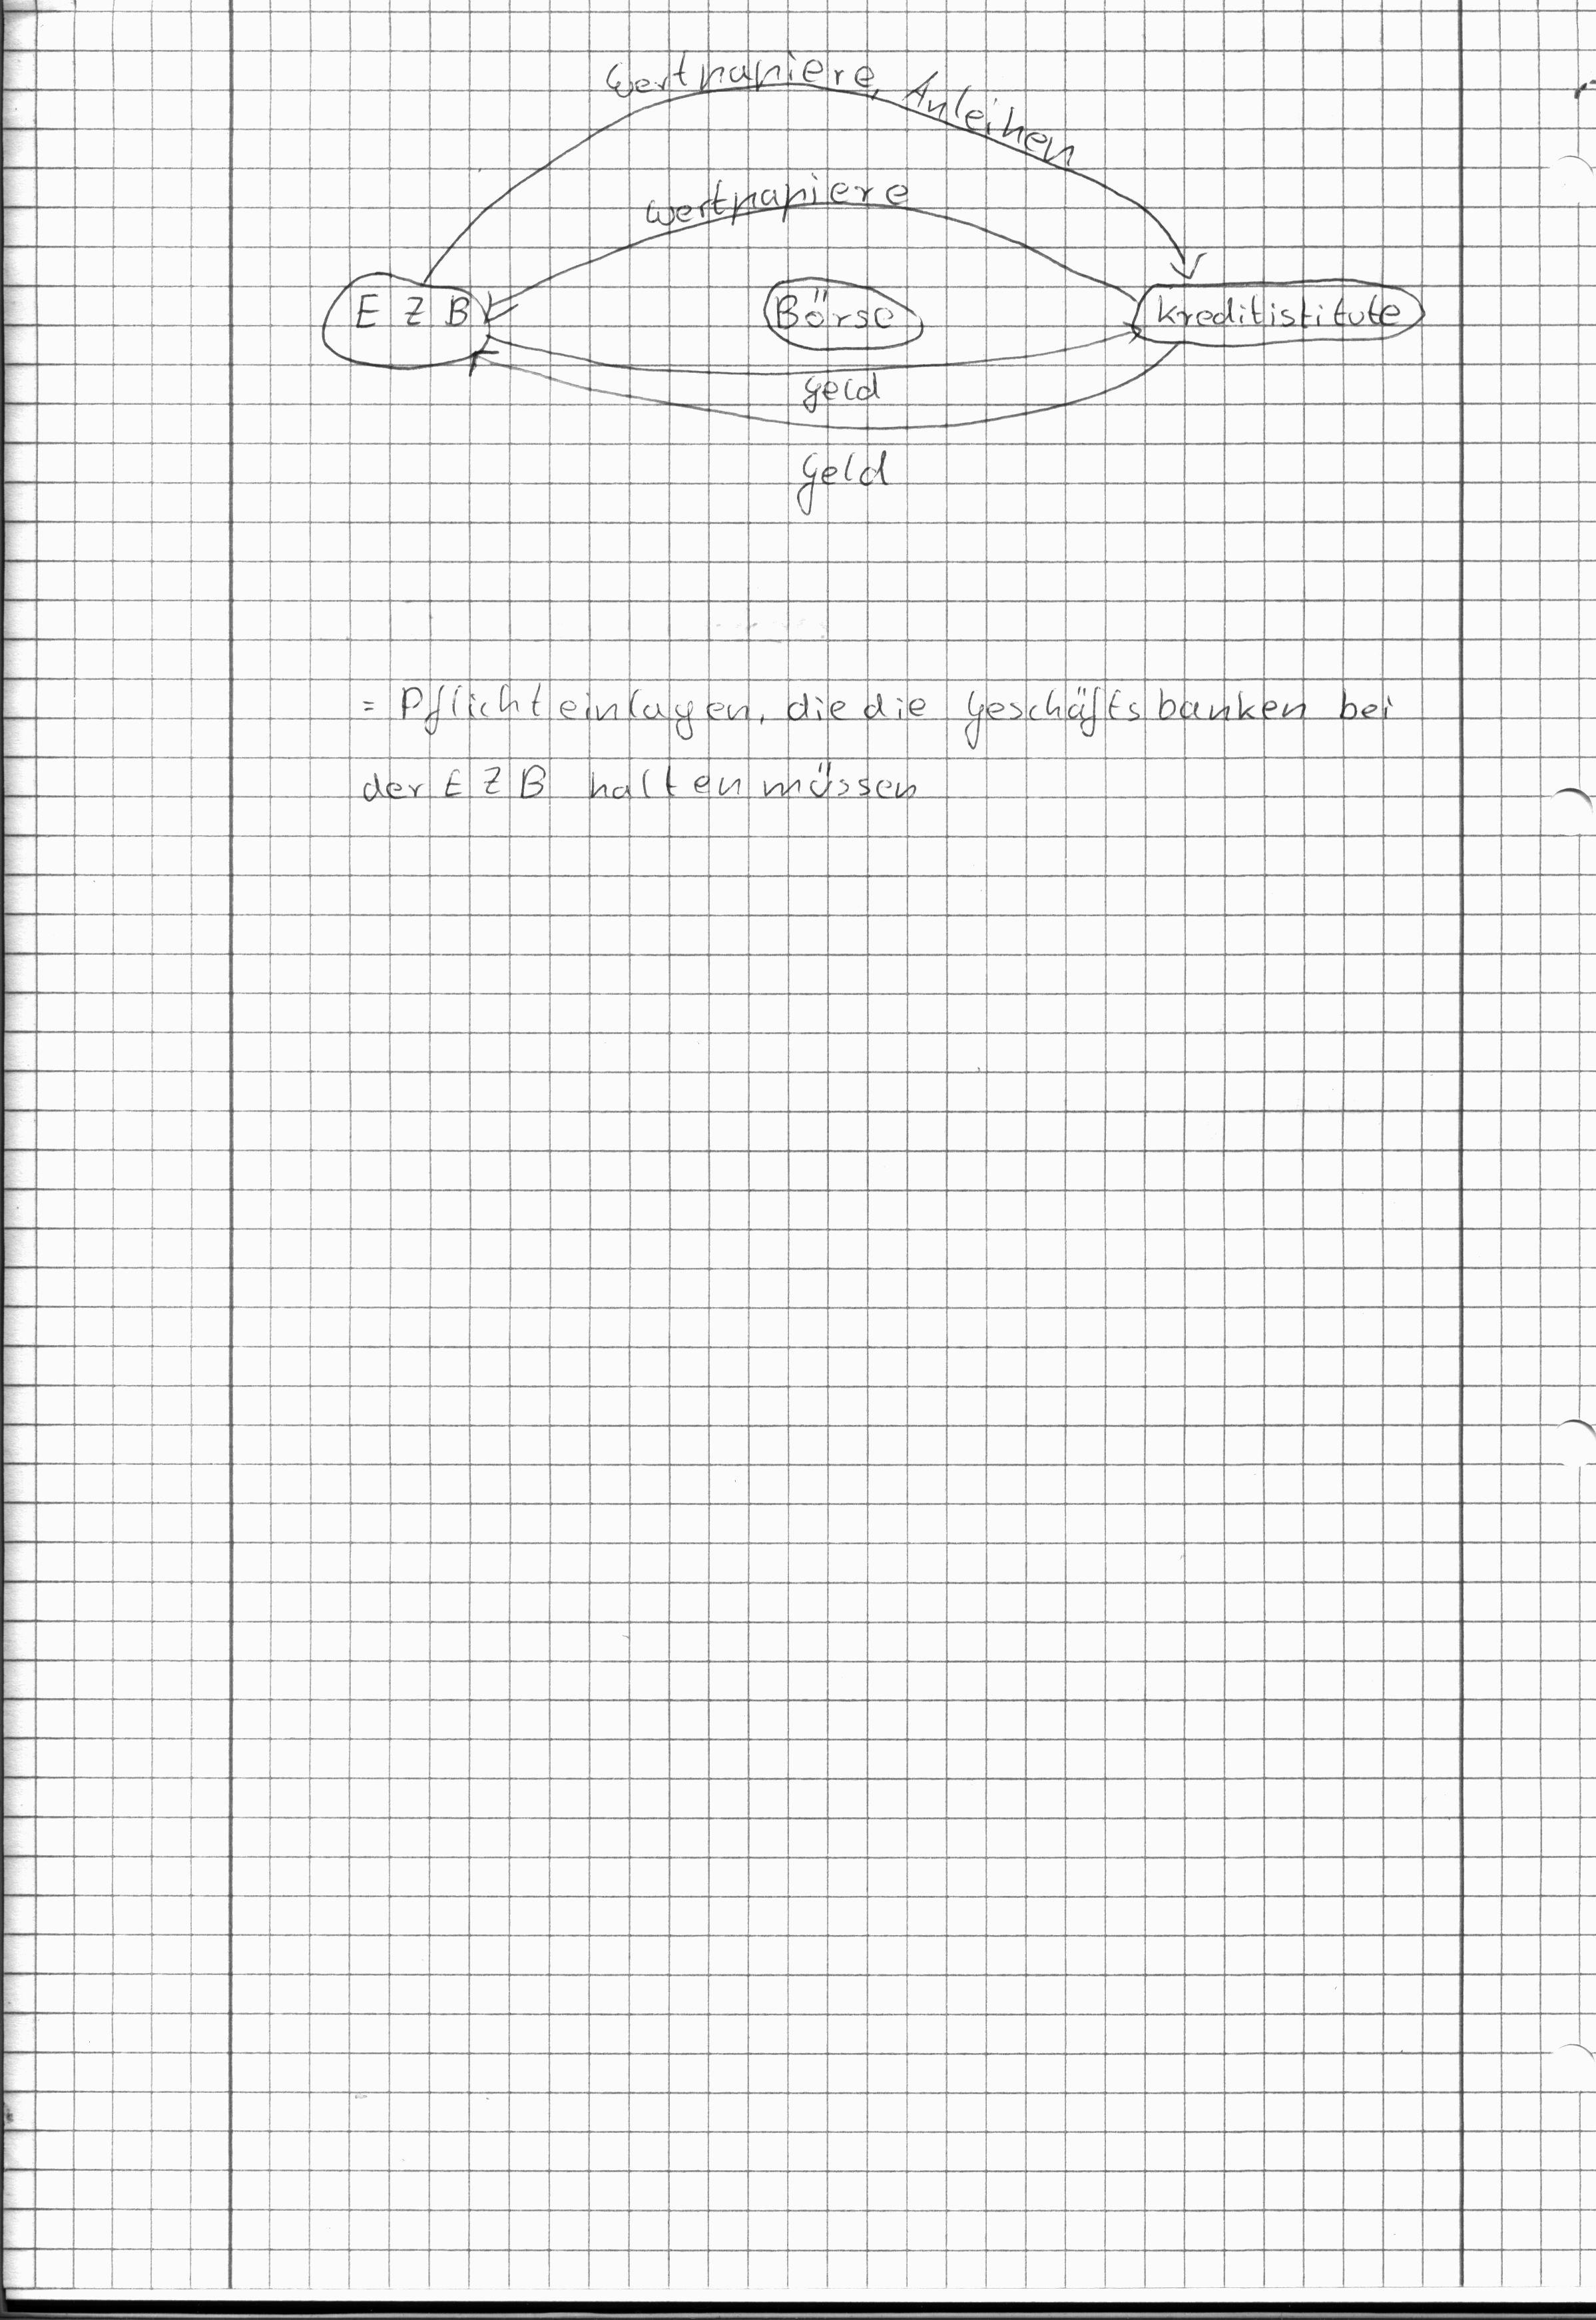 Wertpapiere, Anleihen
Wertpapiere
E Z B
Börse
Kreditistitute
Geld
Geld
= Pflichteinlagen, die die Geschäftsbanken bei
der E Z B halten müssen